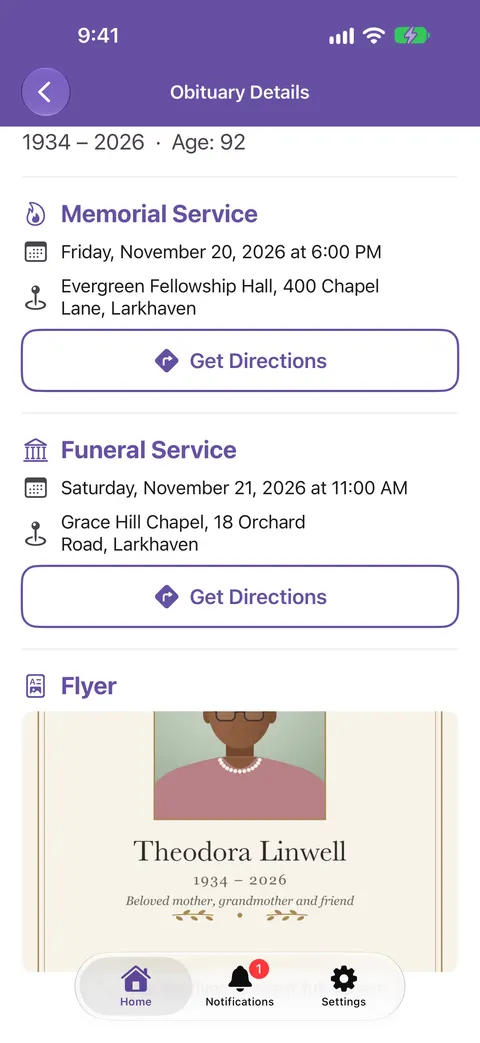 9:41
Obituary Details
1934 – 2026 · Age: 92
Memorial Service
Friday, November 20, 2026 at 6:00 PM
Evergreen Fellowship Hall, 400 Chapel
Lane, Larkhaven
Get Directions
Funeral Service
Saturday, November 21, 2026 at 11:00 AM
Grace Hill Chapel, 18 Orchard
Road, Larkhaven
Get Directions
Flyer
Theodora Linwell
1934 – 2026
Beloved mother, grandmother and friend
1
Home
Notifications
Settings